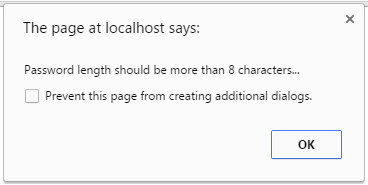 The page at localhost says:
Password length should be more than 8 characters...
Prevent this page from creating additional dialogs.
OK